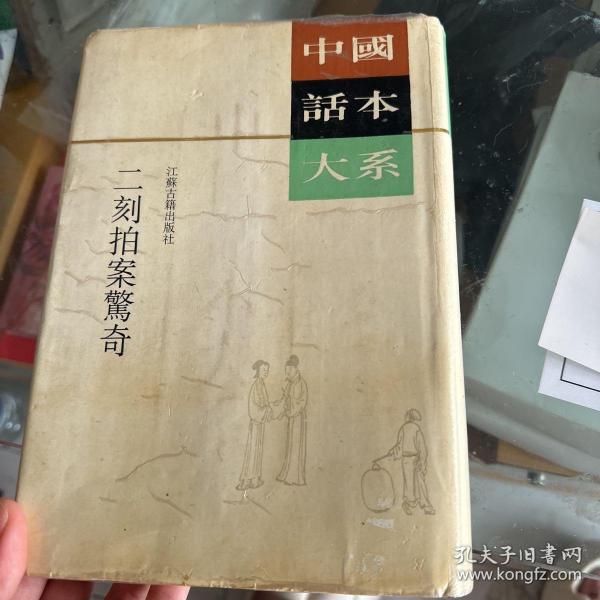 中國
話本
大系
江蘇古籍出版社
二刻拍案驚奇
孔夫子旧书网
www.kongfz.com